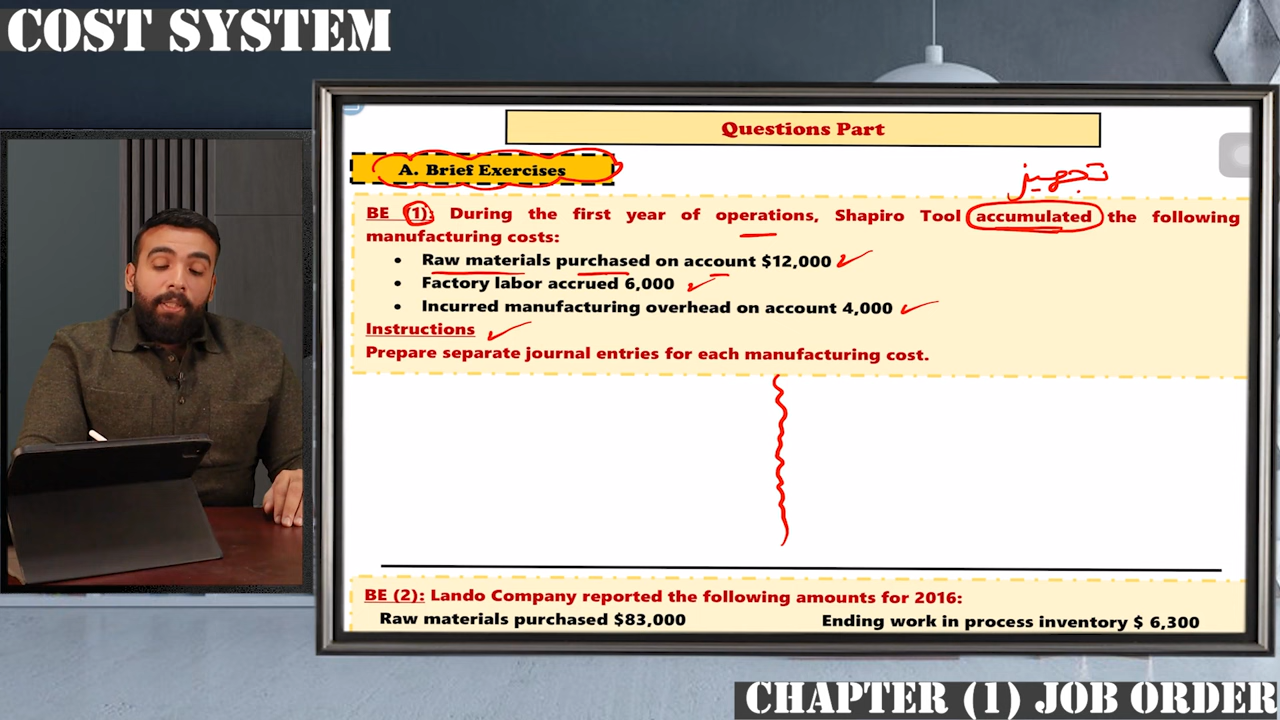 COST SYSTEM
Questions Part
A. Brief Exercises
تجهيز
BE (1): During the first year of operations, Shapiro Tool accumulated the following
manufacturing costs:
• Raw materials purchased on account $12,000
• Factory labor accrued 6,000
• Incurred manufacturing overhead on account 4,000
Instructions
Prepare separate journal entries for each manufacturing cost.
BE (2): Lando Company reported the following amounts for 2016:
Raw materials purchased $83,000 Ending work in process inventory $ 6,300
CHAPTER (1) JOB ORDER